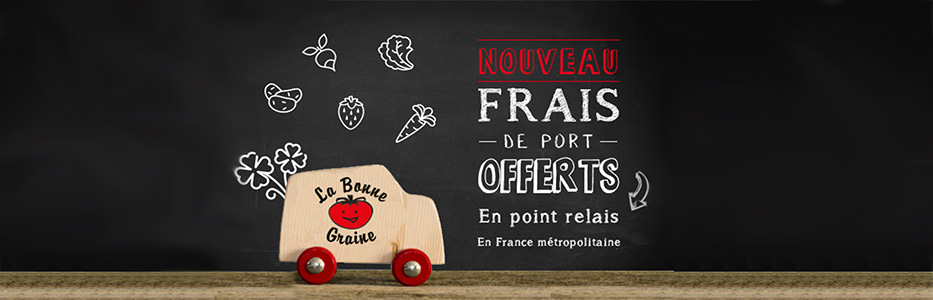 La Bonne
Graine
NOUVEAU
FRAIS
— DE PORT —
OFFERTS
En point relais
En France métropolitaine